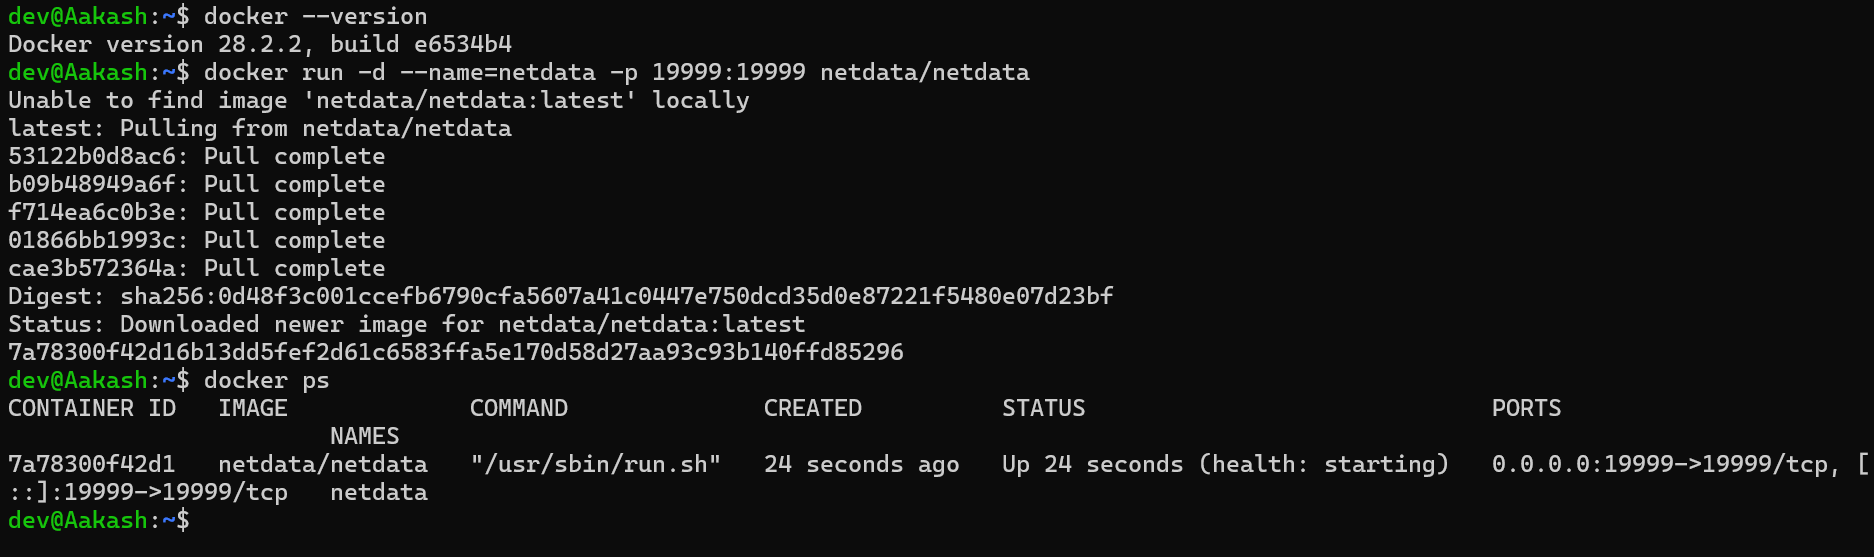 dev@Aakash:~$ docker --version
Docker version 28.2.2, build e6534b4
dev@Aakash:~$ docker run -d --name=netdata -p 19999:19999 netdata/netdata
Unable to find image 'netdata/netdata:latest' locally
latest: Pulling from netdata/netdata
53122b0d8ac6: Pull complete
b09b48949a6f: Pull complete
f714ea6c0b3e: Pull complete
01866bb1993c: Pull complete
cae3b572364a: Pull complete
Digest: sha256:0d48f3c001ccefb6790cfa5607a41c0447e750dcd35d0e87221f5480e07d23bf
Status: Downloaded newer image for netdata/netdata:latest
7a78300f42d16b13dd5fef2d61c6583ffa5e170d58d27aa93c93b140ffd85296
dev@Aakash:~$ docker ps
CONTAINER ID   IMAGE             COMMAND              CREATED          STATUS                             PORTS
                       NAMES
7a78300f42d1   netdata/netdata   "/usr/sbin/run.sh"   24 seconds ago   Up 24 seconds (health: starting)   0.0.0.0:19999->19999/tcp, [
::]:19999->19999/tcp   netdata
dev@Aakash:~$